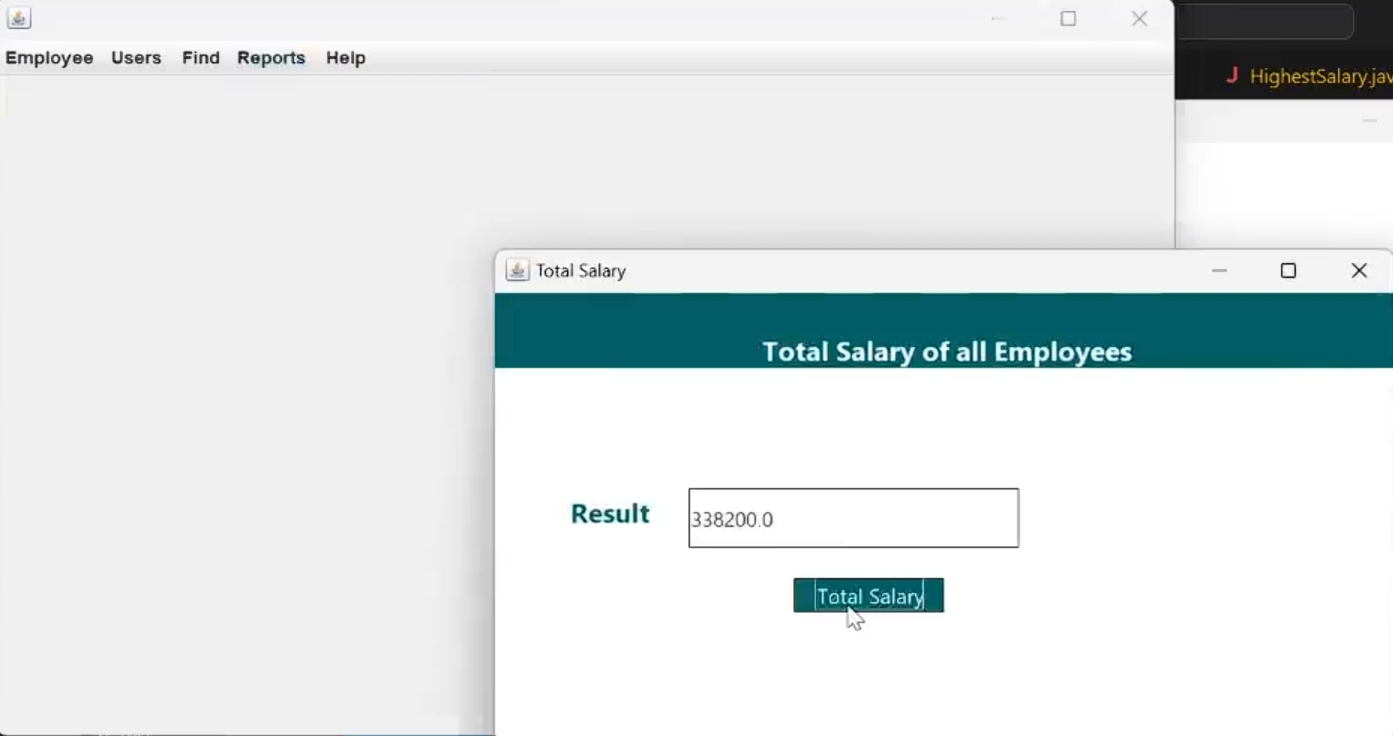 Employee Users Find Reports Help
J HighestSalary.jav
Total Salary
Total Salary of all Employees
Result 338200.0
Total Salary